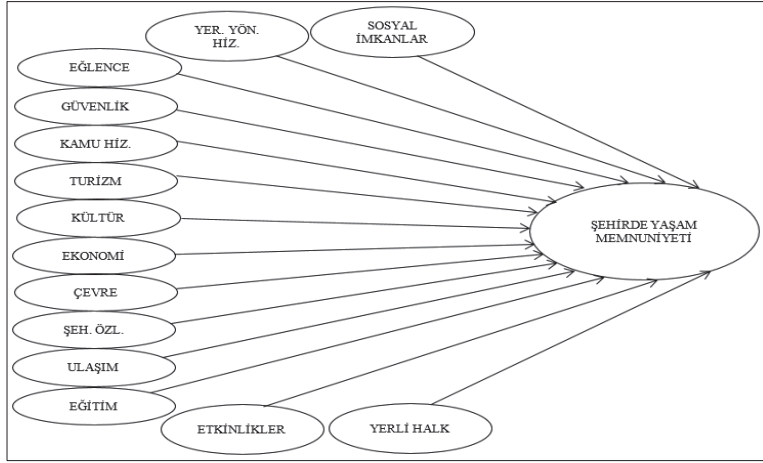 YER. YÖN.
HİZ.
SOSYAL
İMKANLAR
EĞLENCE
GÜVENLİK
KAMU HİZ.
TURİZM
KÜLTÜR
EKONOMİ
ÇEVRE
ŞEH. ÖZL.
ULAŞIM
EĞİTİM
ETKİNLİKLER
YERLİ HALK
ŞEHİRDE YAŞAM
MEMNUNİYETİ